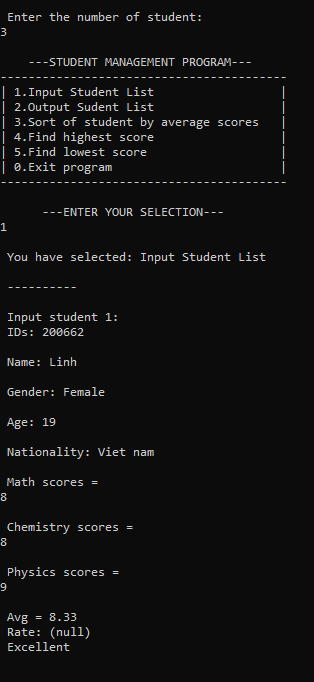 Enter the number of student:
3
---STUDENT MANAGEMENT PROGRAM---
-----------------------------------------
| 1.Input Student List |
| 2.Output Sudent List |
| 3.Sort of student by average scores |
| 4.Find highest score |
| 5.Find lowest score |
| 0.Exit program |
-----------------------------------------
---ENTER YOUR SELECTION---
1
You have selected: Input Student List
----------
Input student 1:
IDs: 200662
Name: Linh
Gender: Female
Age: 19
Nationality: Viet nam
Math scores =
8
Chemistry scores =
8
Physics scores =
9
Avg = 8.33
Rate: (null)
Excellent